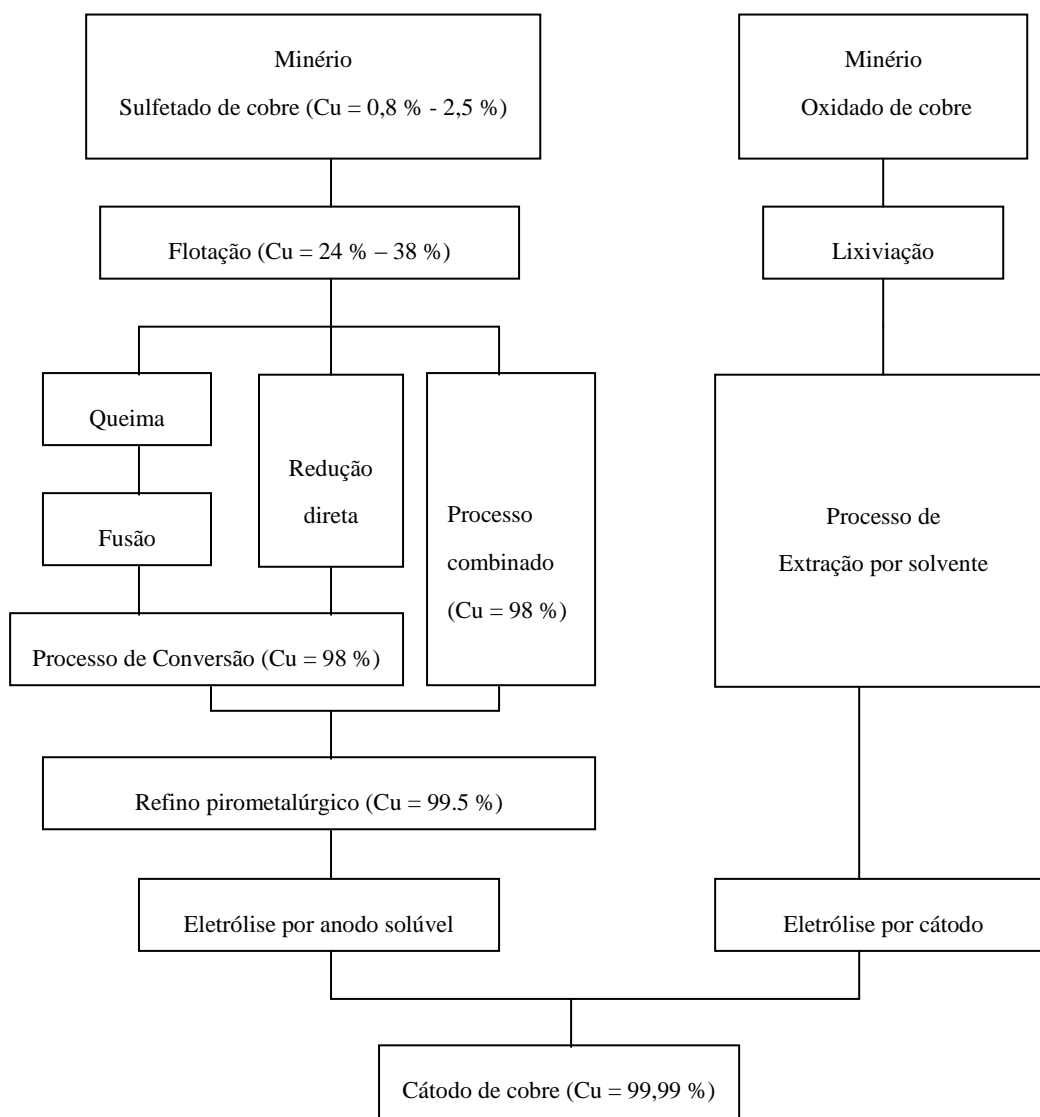 Minério
Sulfetado de cobre (Cu = 0,8 % - 2,5 %)
Minério
Oxidado de cobre
Flotação (Cu = 24 % – 38 %)
Lixiviação
Queima
Fusão
Redução
direta
Processo
combinado
(Cu = 98 %)
Processo de
Extração por solvente
Processo de Conversão (Cu = 98 %)
Refino pirometalúrgico (Cu = 99.5 %)
Eletrólise por anodo solúvel
Eletrólise por cátodo
Cátodo de cobre (Cu = 99,99 %)